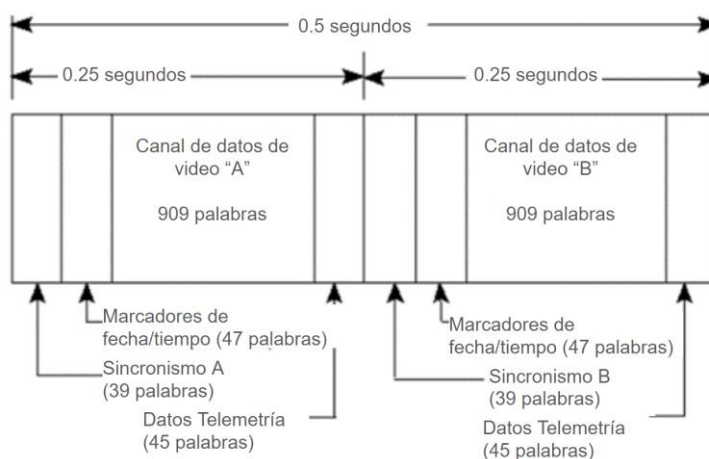 0.5 segundos
0.25 segundos
0.25 segundos
Canal de datos de
video “A”
909 palabras
Canal de datos de
video “B”
909 palabras
Marcadores de
fecha/tiempo (47 palabras)
Sincronismo A
(39 palabras)
Datos Telemetría
(45 palabras)
Marcadores de
fecha/tiempo (47 palabras)
Sincronismo B
(39 palabras)
Datos Telemetría
(45 palabras)